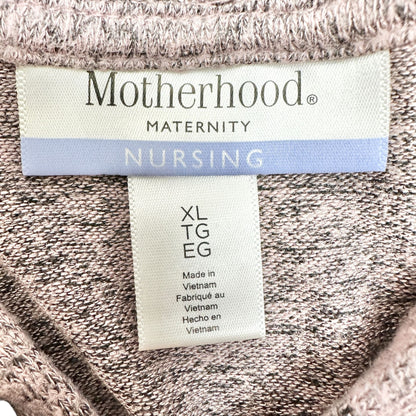 Motherhood®
MATERNITY
NURSING
XL
TG
EG
Made in
Vietnam
Fabriqué au
Vietnam
Hecho en
Vietnam